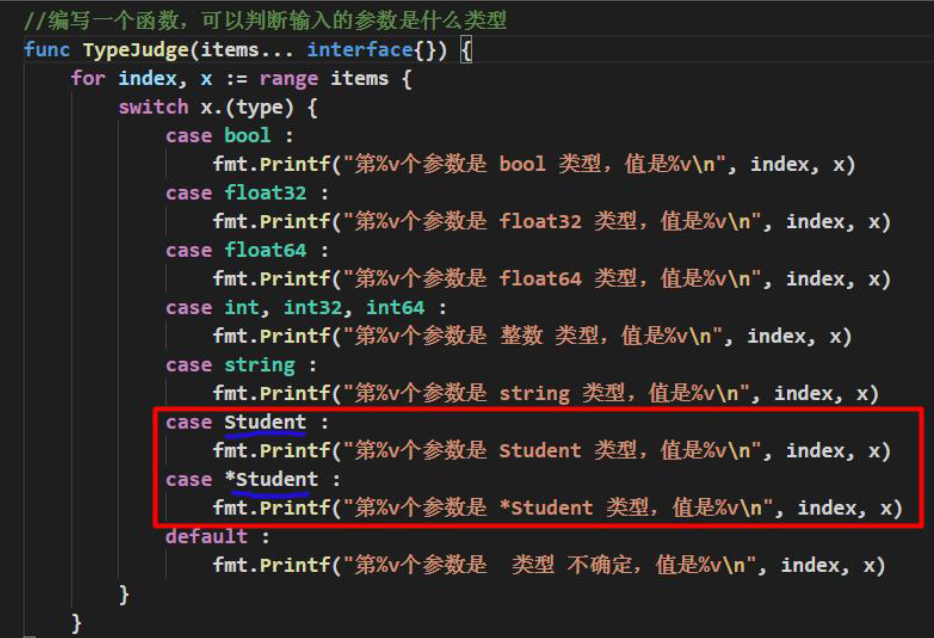 //编写一个函数，可以判断输入的参数是什么类型
func TypeJudge(items... interface{}) {
for index, x := range items {
switch x.(type) {
case bool :
fmt.Printf("第%v个参数是 bool 类型，值是%v\n", index, x)
case float32 :
fmt.Printf("第%v个参数是 float32 类型，值是%v\n", index, x)
case float64 :
fmt.Printf("第%v个参数是 float64 类型，值是%v\n", index, x)
case int, int32, int64 :
fmt.Printf("第%v个参数是 整数 类型，值是%v\n", index, x)
case string :
fmt.Printf("第%v个参数是 string 类型，值是%v\n", index, x)
case Student :
fmt.Printf("第%v个参数是 Student 类型，值是%v\n", index, x)
case *Student :
fmt.Printf("第%v个参数是 *Student 类型，值是%v\n", index, x)
default :
fmt.Printf("第%v个参数是  类型 不确定，值是%v\n", index, x)
}
}